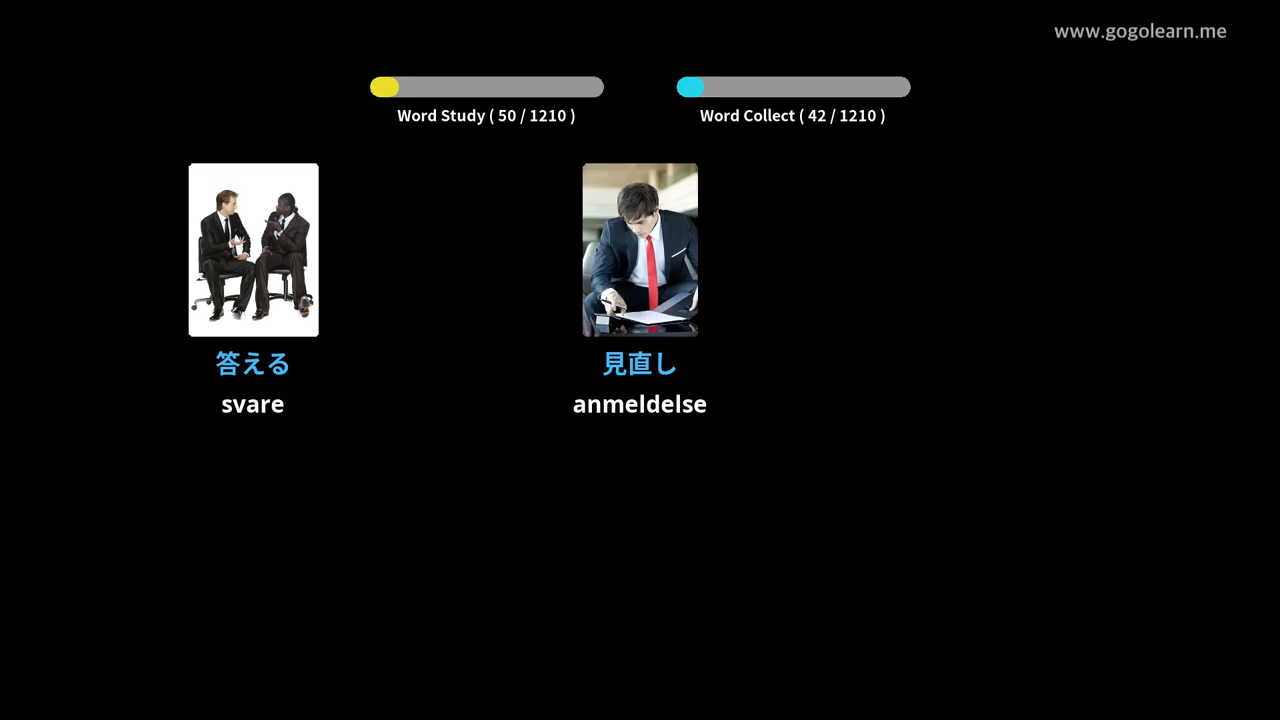 www.gogolearn.me
Word Study ( 50 / 1210 )
Word Collect ( 42 / 1210 )
答える
見直し
svare
anmeldelse